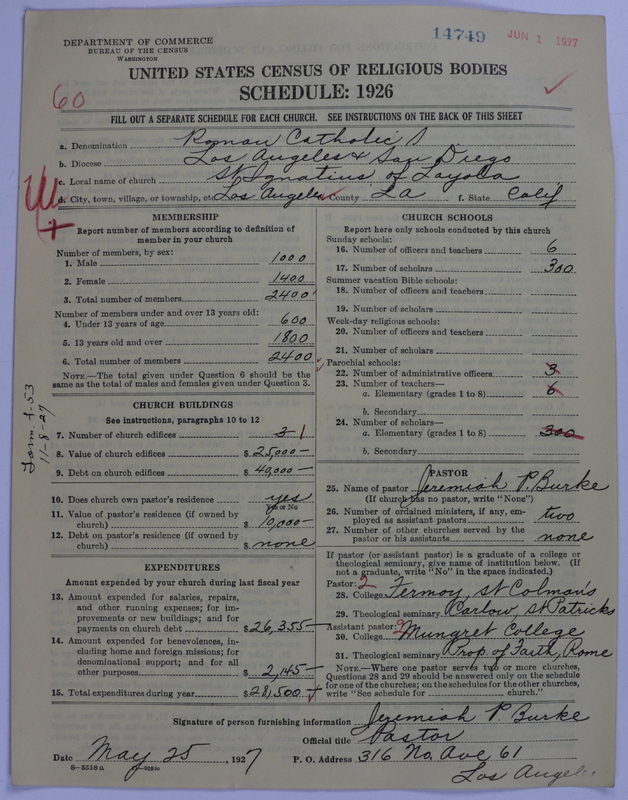 14749 JUN 1 1927
DEPARTMENT OF COMMERCE
BUREAU OF THE CENSUS
WASHINGTON
UNITED STATES CENSUS OF RELIGIOUS BODIES
SCHEDULE: 1926
60
FILL OUT A SEPARATE SCHEDULE FOR EACH CHURCH. SEE INSTRUCTIONS ON THE BACK OF THIS SHEET
a. Denomination Roman Catholic
b. Diocese Los Angeles & San Diego
c. Local name of church St Ignatius of Loyolla
d. City, town, village, or township, etc Los Angeles County La f. State Calif
MEMBERSHIP
Report number of members according to definition of
member in your church
Number of members, by sex:
1. Male 1000
2. Female 1400
3. Total number of members 2400
Number of members under and over 13 years old:
4. Under 13 years of age 600
5. 13 years old and over 1800
6. Total number of members 2400
NOTE.—The total given under Question 6 should be the
same as the total of males and females given under Question 3.
Form S-53
11-8-27
CHURCH BUILDINGS
See instructions, paragraphs 10 to 12
7. Number of church edifices 3 1
8. Value of church edifices $ 25,000—
9. Debt on church edifices $ 40,000—
10. Does church own pastor's residence yes
Yes or No
11. Value of pastor's residence (if owned by
church) $ 10,000—
12. Debt on pastor's residence (if owned by
church) $ none
EXPENDITURES
Amount expended by your church during last fiscal year
13. Amount expended for salaries, repairs,
and other running expenses; for im-
provements or new buildings; and for
payments on church debt $ 26,355—
14. Amount expended for benevolences, in-
cluding home and foreign missions; for
denominational support; and for all
other purposes $ 2,145—
15. Total expenditures during year $ 28,500
CHURCH SCHOOLS
Report here only schools conducted by this church
Sunday schools:
16. Number of officers and teachers 6
17. Number of scholars 300
Summer vacation Bible schools:
18. Number of officers and teachers
19. Number of scholars
Week-day religious schools:
20. Number of officers and teachers
21. Number of scholars
Parochial schools:
22. Number of administrative officers 3
23. Number of teachers—
a. Elementary (grades 1 to 8) 6
b. Secondary
24. Number of scholars—
a. Elementary (grades 1 to 8) 300
b. Secondary
PASTOR
25. Name of pastor Jeremiah P. Burke
(If church has no pastor, write "None")
26. Number of ordained ministers, if any, em-
ployed as assistant pastors two
27. Number of other churches served by the
pastor or his assistants none
If pastor (or assistant pastor) is a graduate of a college or
theological seminary, give name of institution below. (If
not a graduate, write "No" in the space indicated.)
Pastor: 2
28. College Fermoy, St Colman's
29. Theological seminary Carlow, St Patricks
Assistant pastor: 2
30. College Mungret College
31. Theological seminary Prop. of Faith, Rome
NOTE.—Where one pastor serves two or more churches,
Questions 28 and 29 should be answered only on the schedule
for one of the churches; on the schedules for the other churches,
write "See schedule for church."
Signature of person furnishing information Jeremiah P. Burke
Official title Pastor
Date May 25, 1927 P. O. Address 316 No. Ave 61
8—5518a Los Angeles